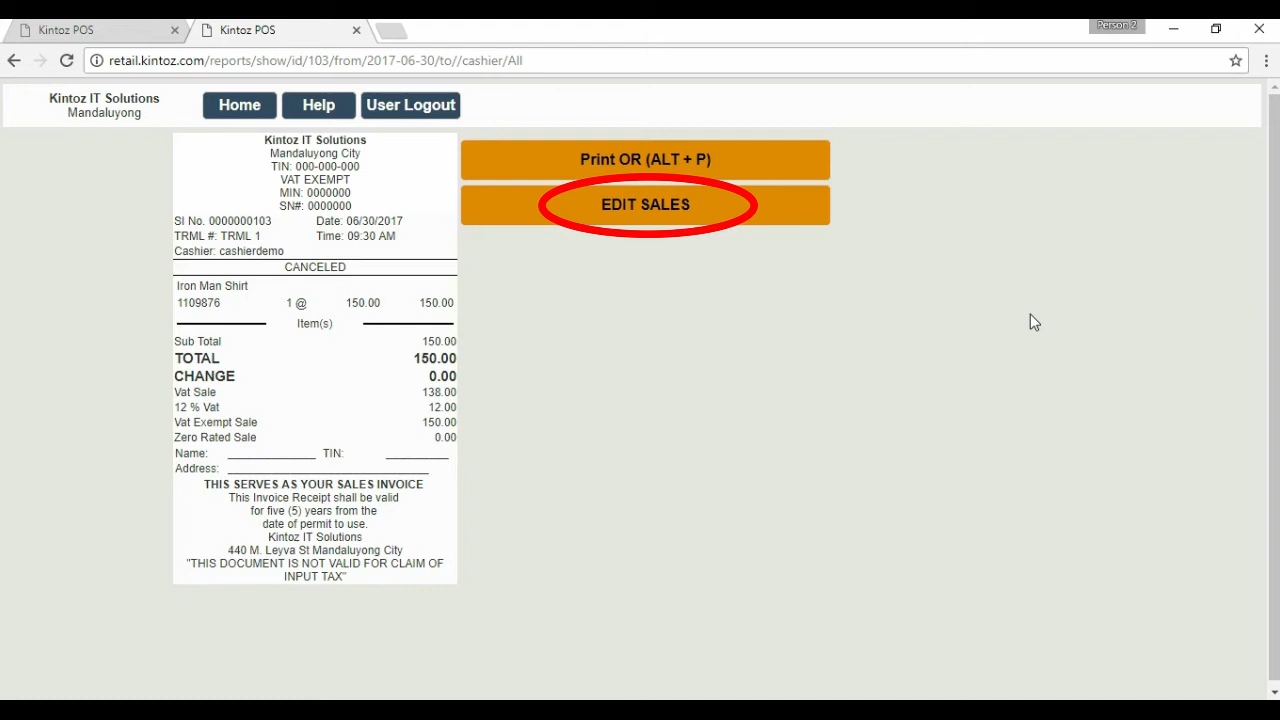 Kintoz POS
Kintoz POS
Person 2
retail.kintoz.com/reports/show/id/103/from/2017-06-30/to//cashier/All
Kintoz IT Solutions
Mandaluyong
Home
Help
User Logout
Kintoz IT Solutions
Mandaluyong City
TIN: 000-000-000
VAT EXEMPT
MIN: 0000000
SN#: 0000000
SI No. 0000000103 Date: 06/30/2017
TRML #: TRML 1 Time: 09:30 AM
Cashier: cashierdemo
CANCELED
Iron Man Shirt
1109876 1 @ 150.00 150.00
Item(s)
Sub Total 150.00
TOTAL 150.00
CHANGE 0.00
Vat Sale 138.00
12 % Vat 12.00
Vat Exempt Sale 150.00
Zero Rated Sale 0.00
Name: ______________ TIN: __________
Address: ________________________________
THIS SERVES AS YOUR SALES INVOICE
This Invoice Receipt shall be valid
for five (5) years from the
date of permit to use.
Kintoz IT Solutions
440 M. Leyva St Mandaluyong City
"THIS DOCUMENT IS NOT VALID FOR CLAIM OF
INPUT TAX"
Print OR (ALT + P)
EDIT SALES